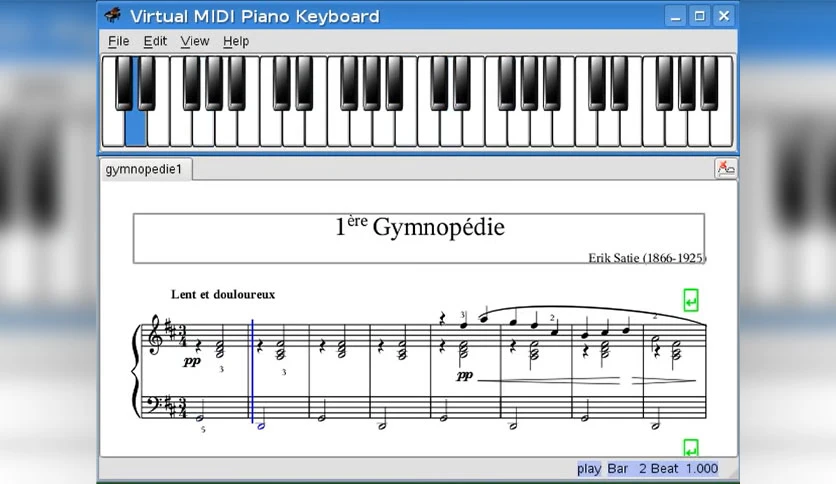 Virtual MIDI Piano Keyboard
File Edit View Help
gymnopedie1
1ère Gymnopédie
Erik Satie (1866-1925)
Lent et douloureux
3 2 2
pp 3 3
pp
5
play Bar 2 Beat 1.000